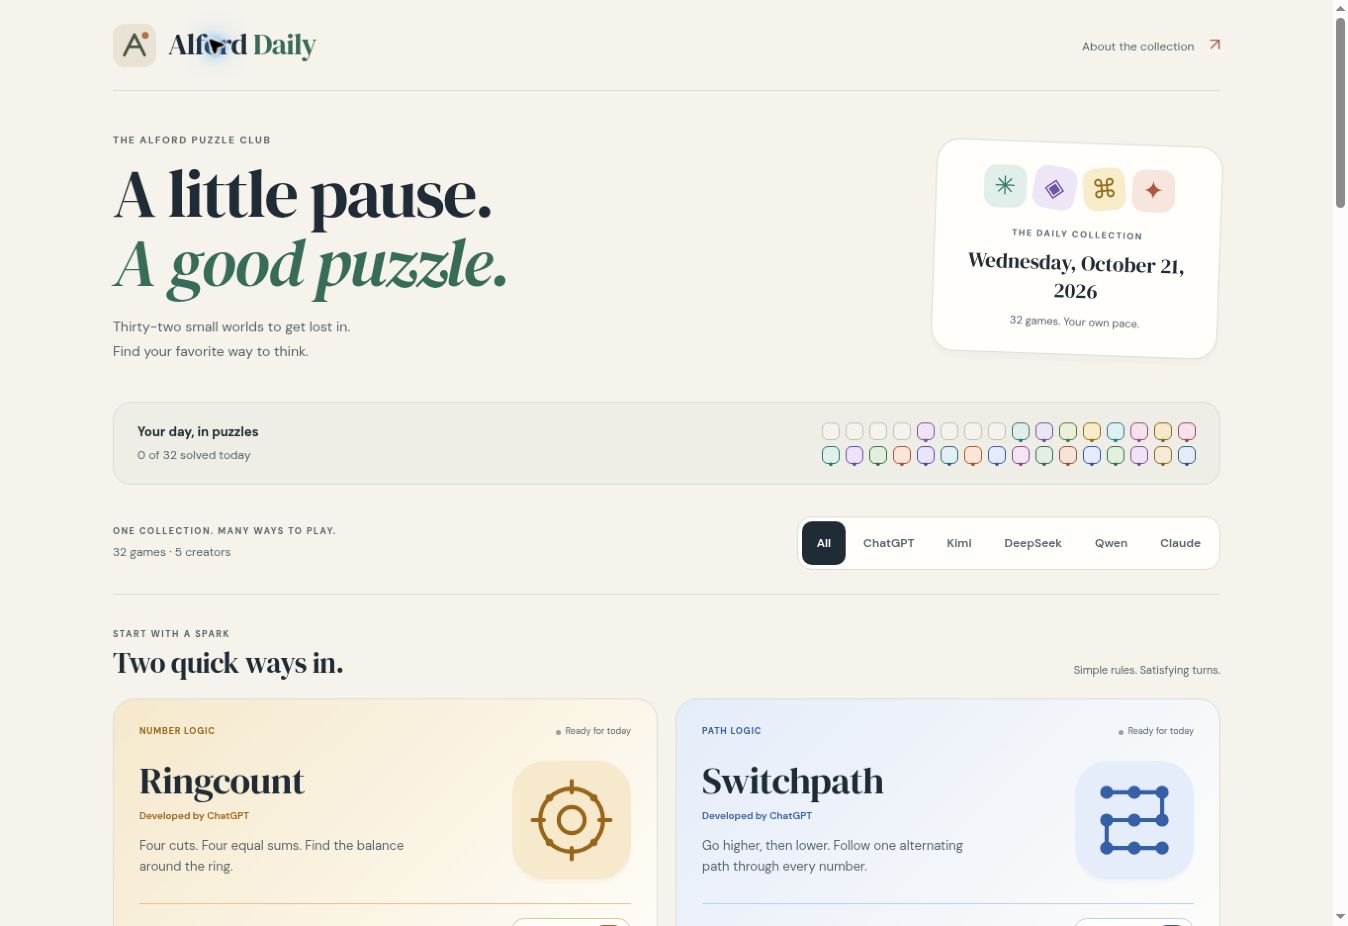 Alford Daily
About the collection
THE ALFORD PUZZLE CLUB
A little pause.
A good puzzle.
Thirty-two small worlds to get lost in.
Find your favorite way to think.
THE DAILY COLLECTION
Wednesday, October 21,
2026
32 games. Your own pace.
Your day, in puzzles
0 of 32 solved today
ONE COLLECTION. MANY WAYS TO PLAY.
32 games · 5 creators
All
ChatGPT
Kimi
DeepSeek
Qwen
Claude
START WITH A SPARK
Two quick ways in.
Simple rules. Satisfying turns.
NUMBER LOGIC
Ready for today
Ringcount
Developed by ChatGPT
Four cuts. Four equal sums. Find the balance
around the ring.
PATH LOGIC
Ready for today
Switchpath
Developed by ChatGPT
Go higher, then lower. Follow one alternating
path through every number.